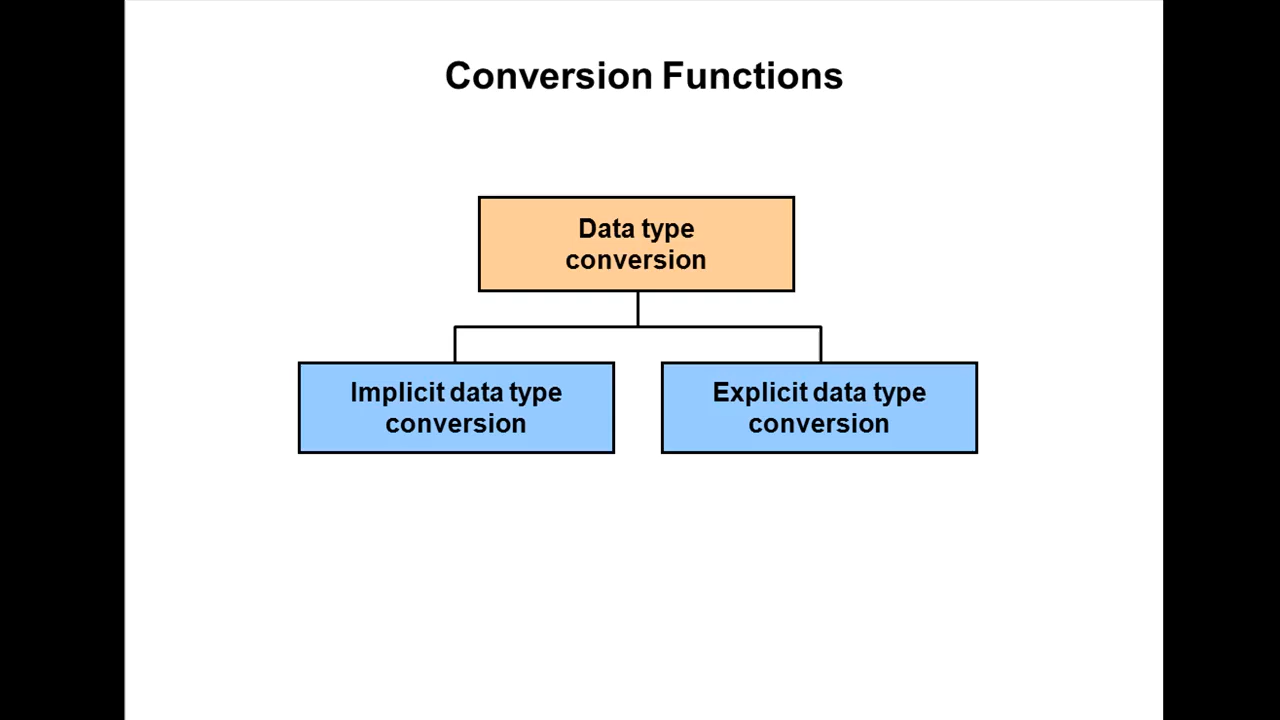 Conversion Functions
Data type
conversion
Implicit data type
conversion
Explicit data type
conversion